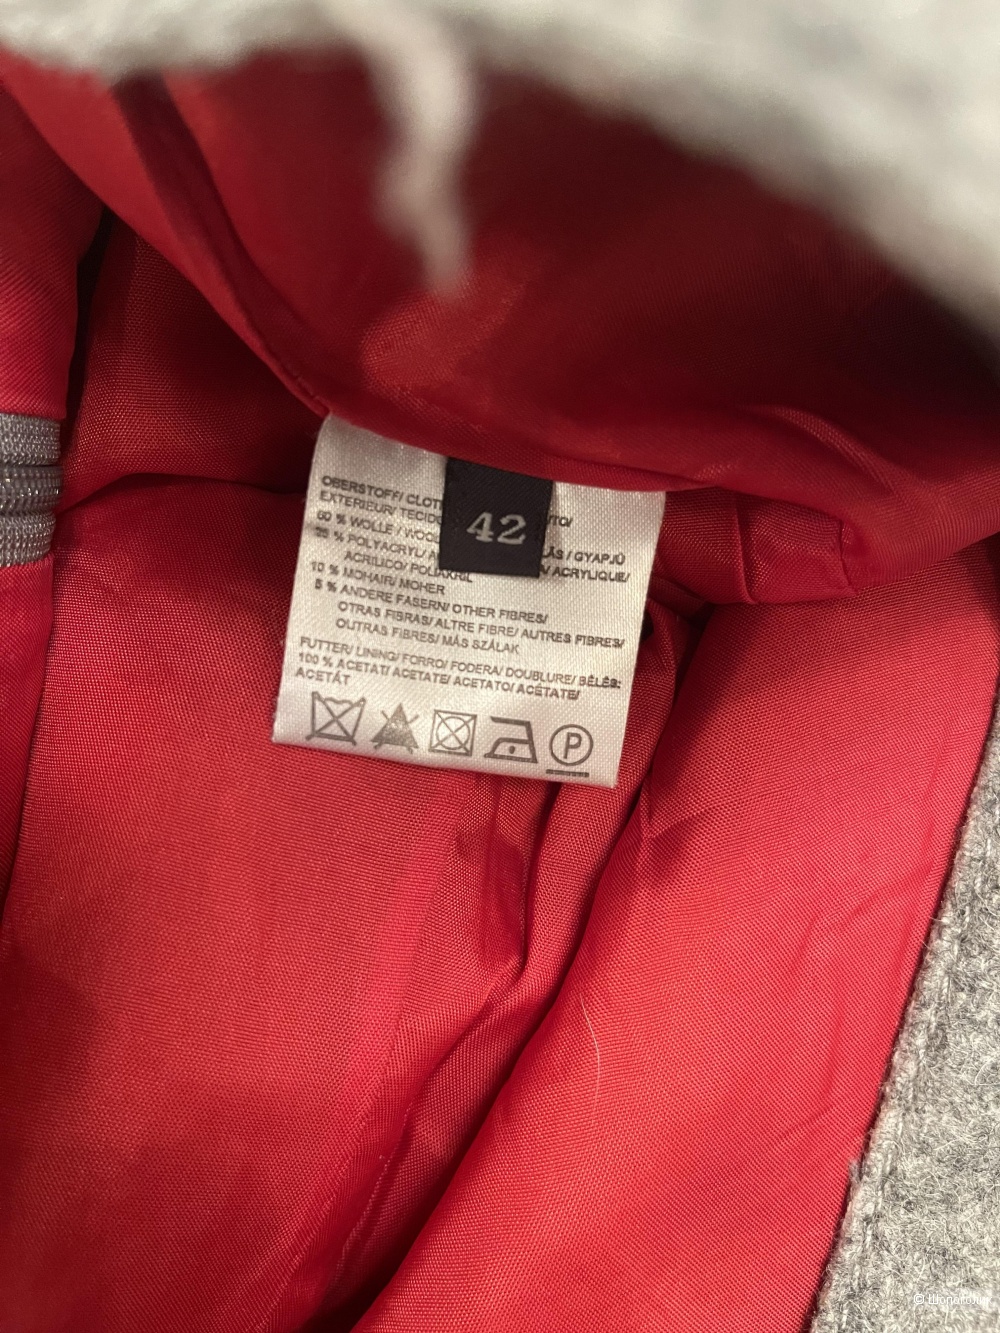 42
OBERSTOFF/ CLOT
EXTERIEUR/ TECIDO
60 % WOLLE / WOO ÁS / GYAPJÚ
25 % POLYACRYL/ A ACRYLIQUE/
ACRILICO/ POLIAKRIL
10 % MOHAIR/ MOHER
5 % ANDERE FASERN/ OTHER FIBRES/
OTRAS FIBRAS/ ALTRE FIBRE/ AUTRES FIBRES/
OUTRAS FIBRES/ MÁS SZÁLAK
FUTTER/ LINING/ FORRO/ FODERA/ DOUBLURE/ BÉLÉS:
100 % ACETAT/ ACETATE/ ACETATO/ ACÉTATE/
ACETÁT
P